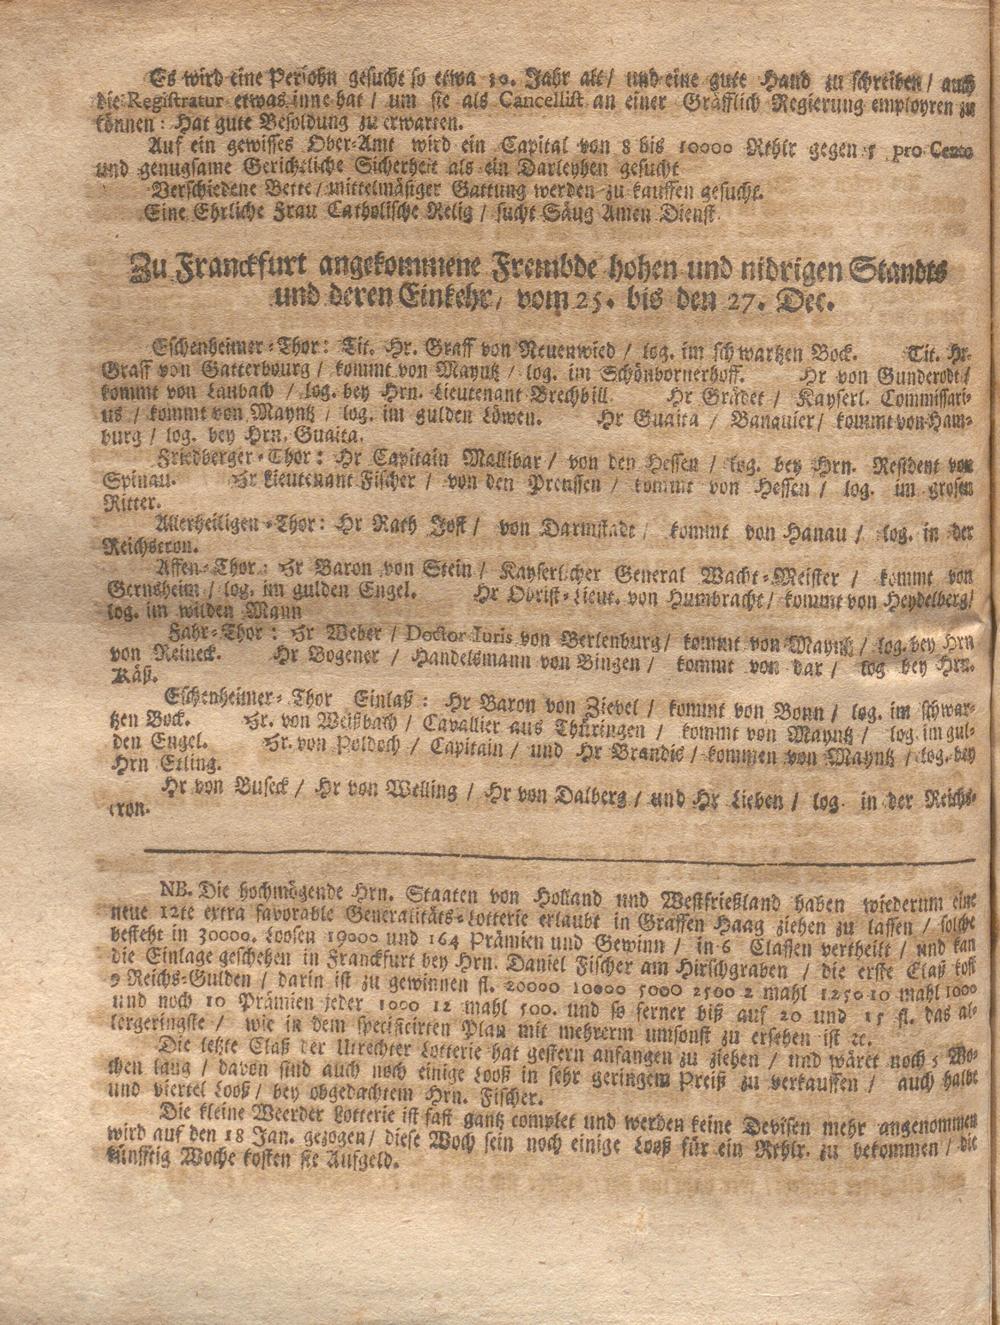 Es wird eine Persohn gesucht so etwa 30. Jahr alt / und eine gute Hand zu schreiben / auch
die Registratur etwas inne hat / um sie als Cancellist an einer Gräfflich Regierung employren zu
können: Hat gute Besoldung zu erwarten.
Auf ein gewisses Ober-Amt wird ein Capital von 8 bis 10000 Rthlr gegen 5 pro Cento
und genugsame Gerichtliche Sicherheit als ein Darleyhen gesucht
Verschiedene Bette / mittelmäsiger Gattung werden zu kauffen gesucht.
Eine Ehrliche Frau Catholische Relig / sucht Säug Amen Dienst.
Zu Franckfurt angekommene Frembde hohen und nidrigen Standts
und deren Einkehr / vom 25. bis den 27. Dec.
Eschenheimer-Thor: Tit. Hr. Graff von Neuenwied / log. im schwartzen Bock. Tit. Hr.
Graff von Gatterbourg / kommt von Mayntz / log. im Schönbornerhoff. Hr von Gunderodt /
kommt von Laubach / log. bey Hrn. Lieutenant Brechbill. Hr Grädet / Kayserl. Commissari-
us / kommt von Mayntz / log. im gulden Löwen. Hr Guaita / Banquier / kommt von Ham-
burg / log. bey Hrn. Guaita.
Friedberger-Thor: Hr Capitain Mallibar / von den Hessen / log. bey Hrn. Resident von
Spinau. Hr Lieutenant Fischer / von den Preussen / kommt von Hessen / log. im grosen
Ritter.
Allerheiligen-Thor: Hr Rath Jost / von Darmstadt / kommt von Hanau / log. in der
Reichscron.
Affen-Thor: Hr Baron von Stein / Kayserlicher General Wacht-Meister / kommt von
Gernsheim / log. im gulden Engel. Hr Obrist-Lieut. von Humbracht / kommt von Heydelberg /
log. im wilden Mann
Fahr-Thor: Hr Weber / Doctor Iuris von Berlenburg / kommt von Mayntz / log. bey Hrn
von Reineck. Hr Bogener / Handelsmann von Bingen / kommt von dar / log bey Hrn.
Käß.
Eschenheimer-Thor Einlaß: Hr Baron von Zievel / kommt von Bonn / log. im schwar-
tzen Bock. Hr. von Weißbach / Cavallier aus Thüringen / kommt von Mayntz / log im gul-
den Engel. Hr. von Poldoch / Capitain / und Hr Brandis / kommen von Mayntz / log. bey
Hrn Etling.
Hr von Buseck / Hr von Welling / Hr von Dalberg / und Hr Lieben / log. in der Reichs-
cron.
NB. Die hochmögende Hrn. Staaten von Holland und Westfrießland haben wiederum eine
neue 12te extra favorable Generalitäts-Lotterie erlaubt in Graffen Haag ziehen zu lassen / solche
besteht in 30000. Loosen 19000 und 164 Prämien und Gewinn / in 6 Classen vertheilt / und kan
die Einlage geschehen in Franckfurt bey Hrn. Daniel Fischer am Hirschgraben / die erste Claß kost
9 Reichs-Gulden / darin ist zu gewinnen fl. 20000 10000 5000 2500 2 mahl 1250 10 mahl 1000
und noch 10 Prämien jeder 1000 12 mahl 500. und so ferner biß auf 20 und 15 fl. das al-
lergeringste / wie in dem specificirten Plan mit mehrerm umsonst zu ersehen ist ꝛc.
Die letzte Claß der Utrechter Lotterie hat gestern anfangen zu ziehen / und wäret noch 5 Wo-
chen lang / davon sind auch noch einige Looß in sehr geringem Preiß zu verkauffen / auch halbe
und viertel Looß / bey obgedachtem Hrn. Fischer.
Die kleine Weerder Lotterie ist fast gantz complet und werden keine Devisen mehr angenommen
wird auf den 18 Jan. gezogen / diese Woch sein noch einige Looß für ein Rthlr. zu bekommen / die
künfftig Woche kosten sie Aufgeld.